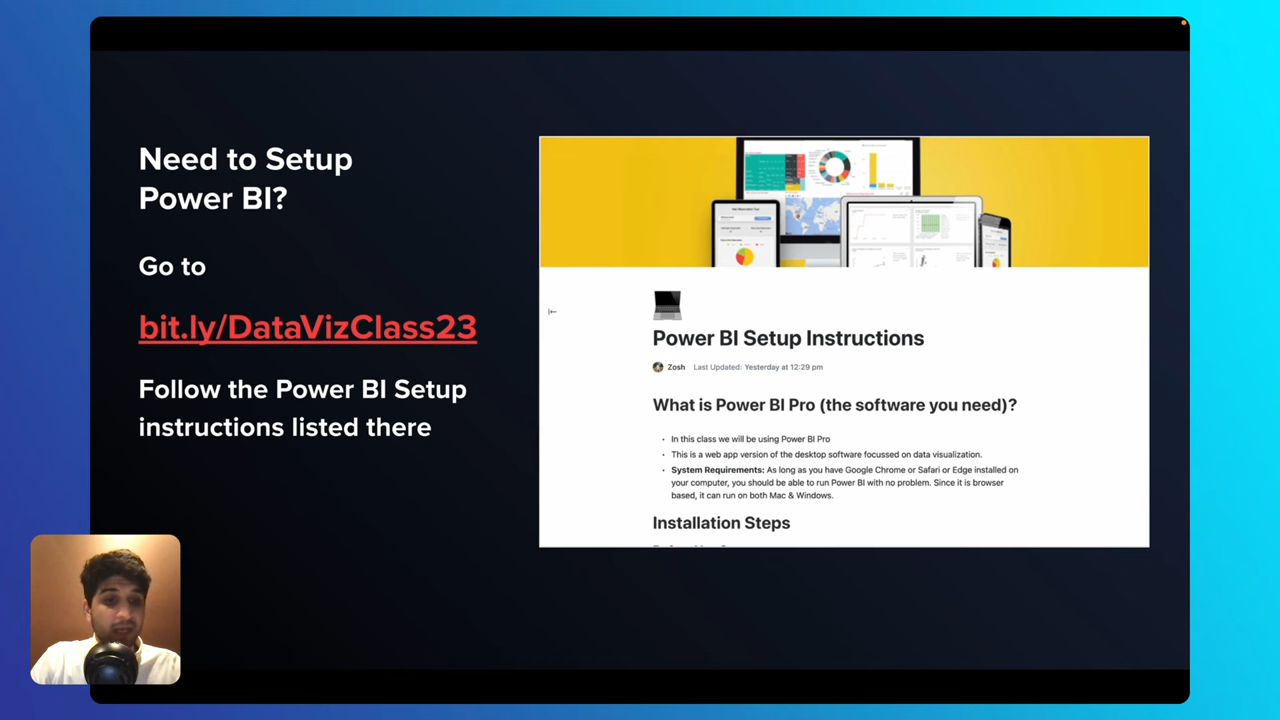 Need to Setup
Power BI?
Go to
bit.ly/DataVizClass23
Follow the Power BI Setup
instructions listed there
Power BI Setup Instructions
Zosh Last Updated: Yesterday at 12:29 pm
What is Power BI Pro (the software you need)?
• In this class we will be using Power BI Pro
• This is a web app version of the desktop software focussed on data visualization.
• System Requirements: As long as you have Google Chrome or Safari or Edge installed on
your computer, you should be able to run Power BI with no problem. Since it is browser
based, it can run on both Mac & Windows.
Installation Steps